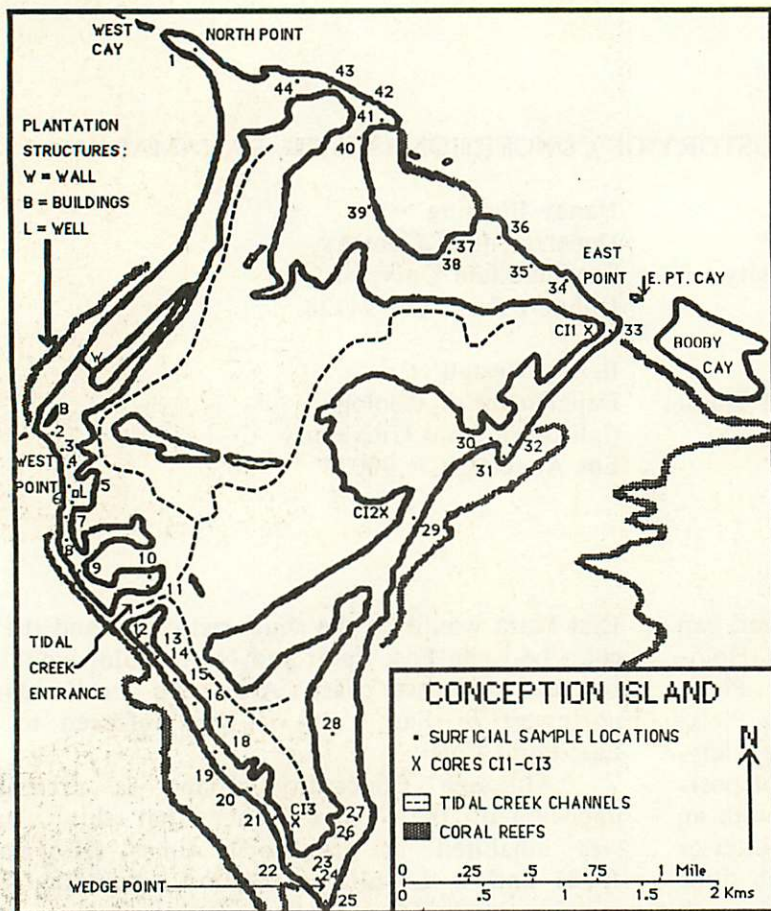 USTORY OF CONCEPTION ISLAND
WEST
CAY
NORTH POINT
1
44
43
42
41
40
PLANTATION
STRUCTURES:
W = WALL
B = BUILDINGS
L = WELL
39
37
38
36
35
34
EAST
POINT
E. PT. CAY
CI1 X
33
BOOBY
CAY
W
B
2
3
4
WEST
POINT
5
6
L
7
8
9
10
11
30
31
32
CI2X
29
TIDAL
CREEK
ENTRANCE
12
13
14
15
16
17
18
19
20
21
28
CI3
X
27
26
22
23
24
WEDGE POINT
25
CONCEPTION ISLAND
• SURFICIAL SAMPLE LOCATIONS
X CORES CI1-CI3
TIDAL CREEK CHANNELS
CORAL REEFS
N
0 .25 .5 .75 1 Mile
0 .5 1 1.5 2 Kms